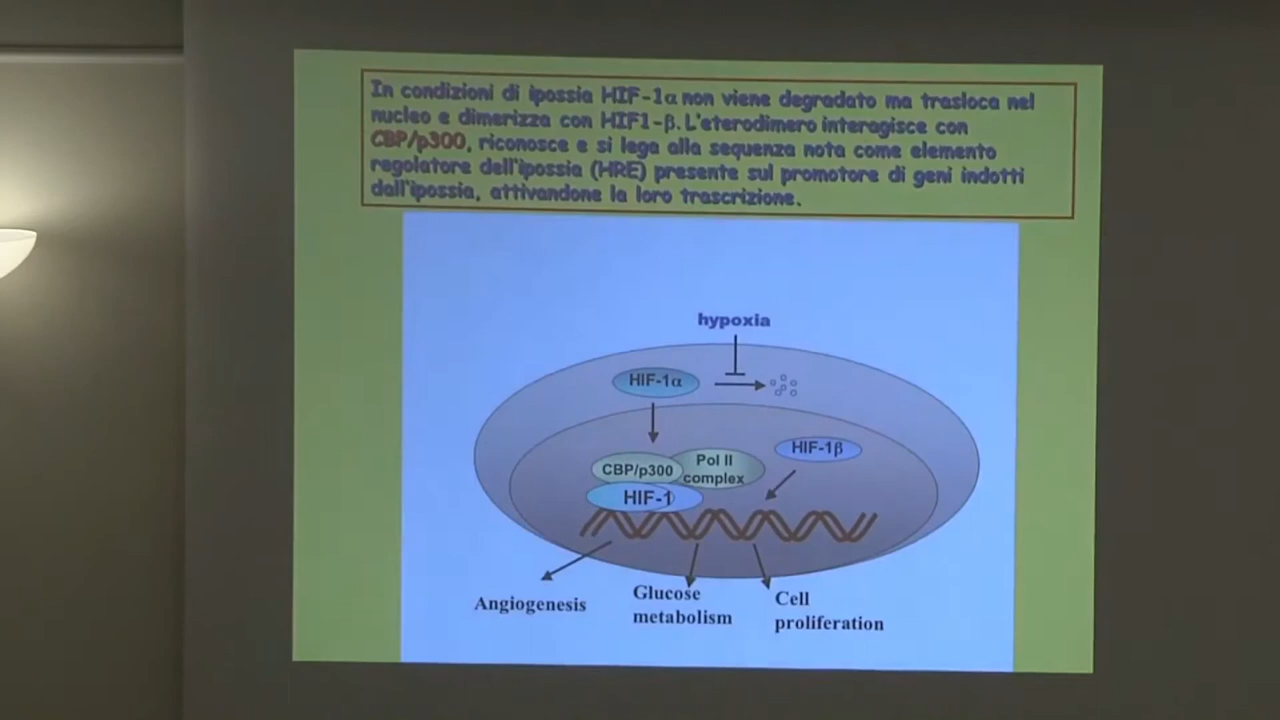 In condizioni di ipossia HIF-1α non viene degradato ma trasloca nel
nucleo e dimerizza con HIF1-β. L'eterodimero interagisce con
CBP/p300, riconosce e si lega alla sequenza nota come elemento
regolatore dell'ipossia (HRE) presente sul promotore di geni indotti
dall'ipossia, attivandone la loro trascrizione.
hypoxia
HIF-1α
HIF-1β
CBP/p300
Pol II
complex
HIF-1
Angiogenesis
Glucose
metabolism
Cell
proliferation